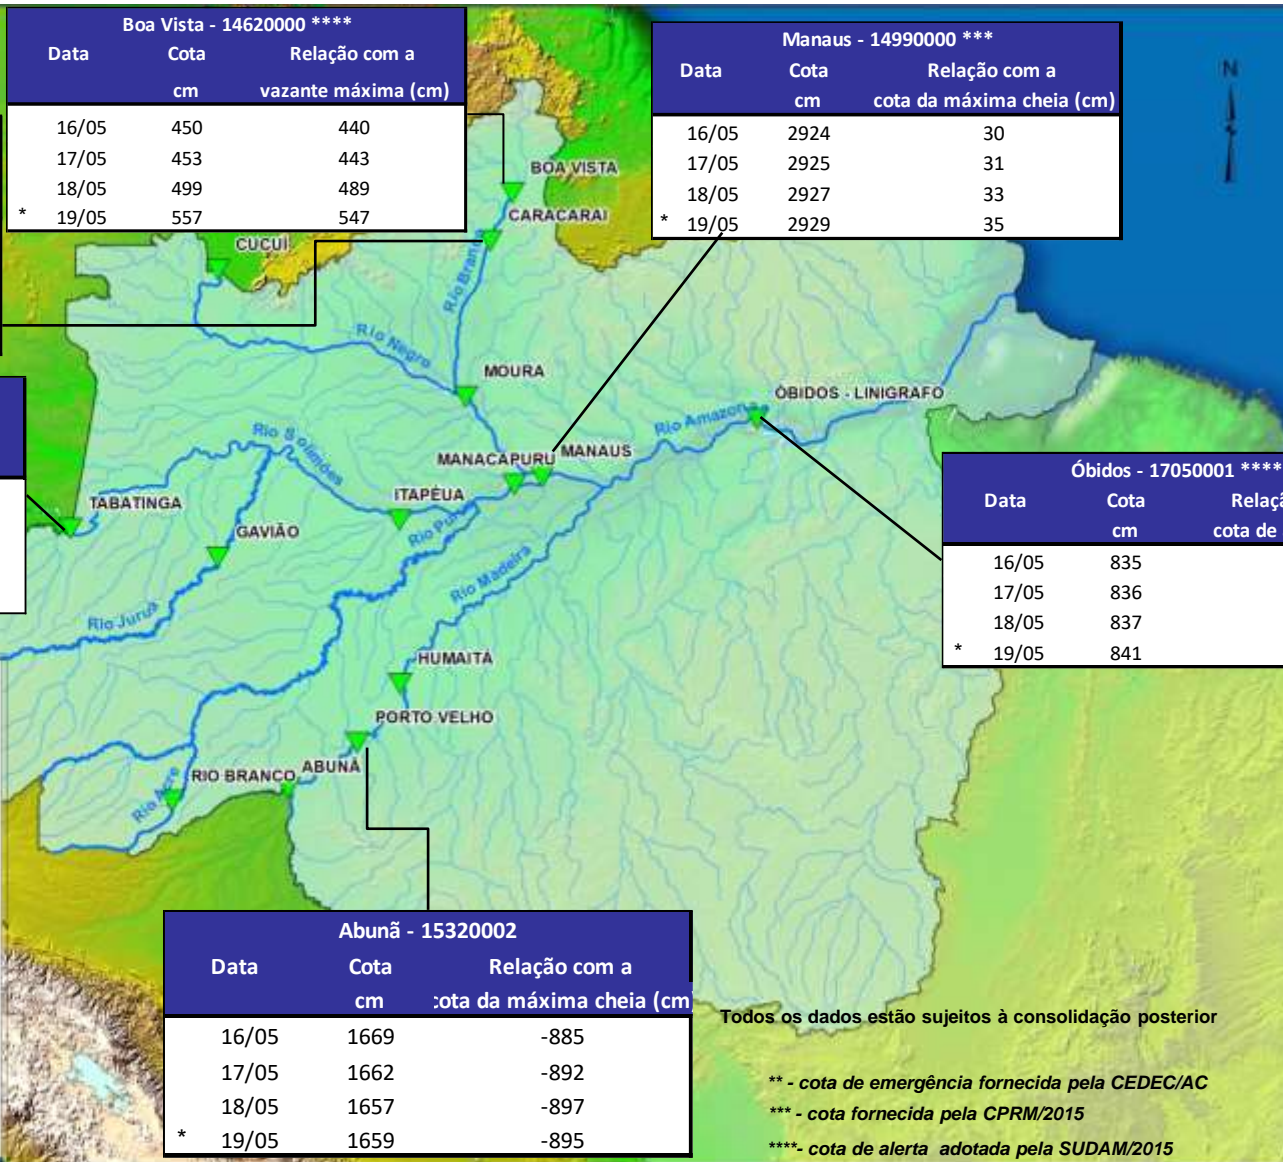 Boa Vista - 14620000 ****
Data Cota Relação com a
cm vazante máxima (cm)
16/05 450 440
17/05 453 443
18/05 499 489
* 19/05 557 547
Manaus - 14990000 ***
Data Cota Relação com a
cm cota da máxima cheia (cm)
16/05 2924 30
17/05 2925 31
18/05 2927 33
* 19/05 2929 35
N
BOA VISTA
CARACARAI
CUCUÍ
Rio Branco
Rio Negro
MOURA
ÓBIDOS - LINIGRAFO
Rio Amazonas
Rio Solimões
MANACAPURU MANAUS
TABATINGA
ITAPÉUA
GAVIÃO
Rio Purus
Rio Madeira
Rio Juruá
HUMAITÁ
PORTO VELHO
ABUNÃ
RIO BRANCO
Rio Acre
Óbidos - 17050001 ****
Data Cota
cm cota de
16/05 835
17/05 836
18/05 837
* 19/05 841
Abunã - 15320002
Data Cota Relação com a
cm cota da máxima cheia (cm
16/05 1669 -885
17/05 1662 -892
18/05 1657 -897
* 19/05 1659 -895
Todos os dados estão sujeitos à consolidação posterior
** - cota de emergência fornecida pela CEDEC/AC
*** - cota fornecida pela CPRM/2015
****- cota de alerta adotada pela SUDAM/2015